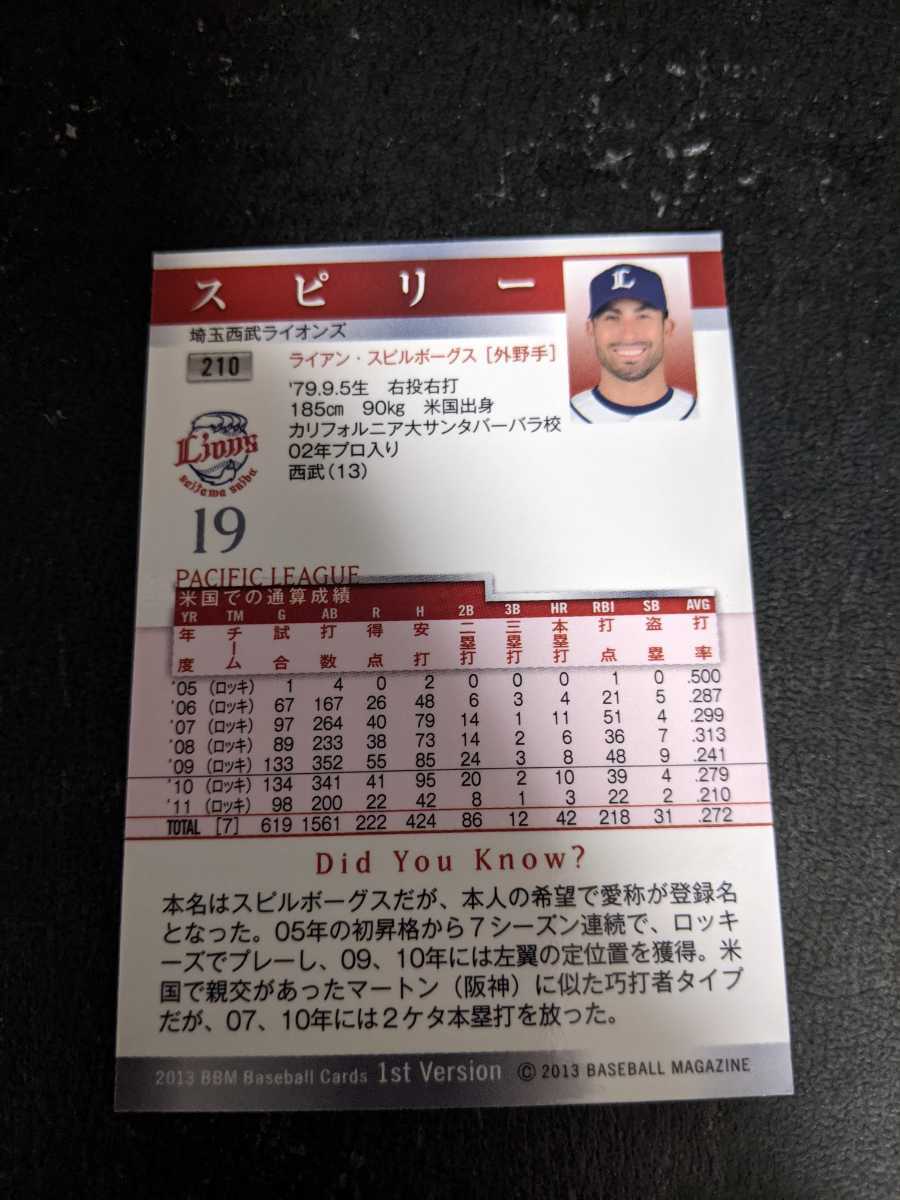 スピリー
L
埼玉西武ライオンズ
210
ライアン・スピルボーグス［外野手］
'79.9.5生　右投右打
185cm　90kg　米国出身
カリフォルニア大サンタバーバラ校
02年プロ入り
西武（13）
Lions
saitama seibu
19
PACIFIC LEAGUE
米国での通算成績
YR TM G AB R H 2B 3B HR RBI SB AVG
年度 チーム 試合 打数 得点 安打 二塁打 三塁打 本塁打 打点 盗塁 打率
'05 (ロッキ) 1 4 0 2 0 0 0 1 0 .500
'06 (ロッキ) 67 167 26 48 6 3 4 21 5 .287
'07 (ロッキ) 97 264 40 79 14 1 11 51 4 .299
'08 (ロッキ) 89 233 38 73 14 2 6 36 7 .313
'09 (ロッキ) 133 352 55 85 24 3 8 48 9 .241
'10 (ロッキ) 134 341 41 95 20 2 10 39 4 .279
'11 (ロッキ) 98 200 22 42 8 1 3 22 2 .210
TOTAL [7] 619 1561 222 424 86 12 42 218 31 .272
Did You Know?
本名はスピルボーグスだが、本人の希望で愛称が登録名
となった。05年の初昇格から7シーズン連続で、ロッキ
ーズでプレーし、09、10年には左翼の定位置を獲得。米
国で親交があったマートン（阪神）に似た巧打者タイプ
だが、07、10年には2ケタ本塁打を放った。
2013 BBM Baseball Cards 1st Version © 2013 BASEBALL MAGAZINE